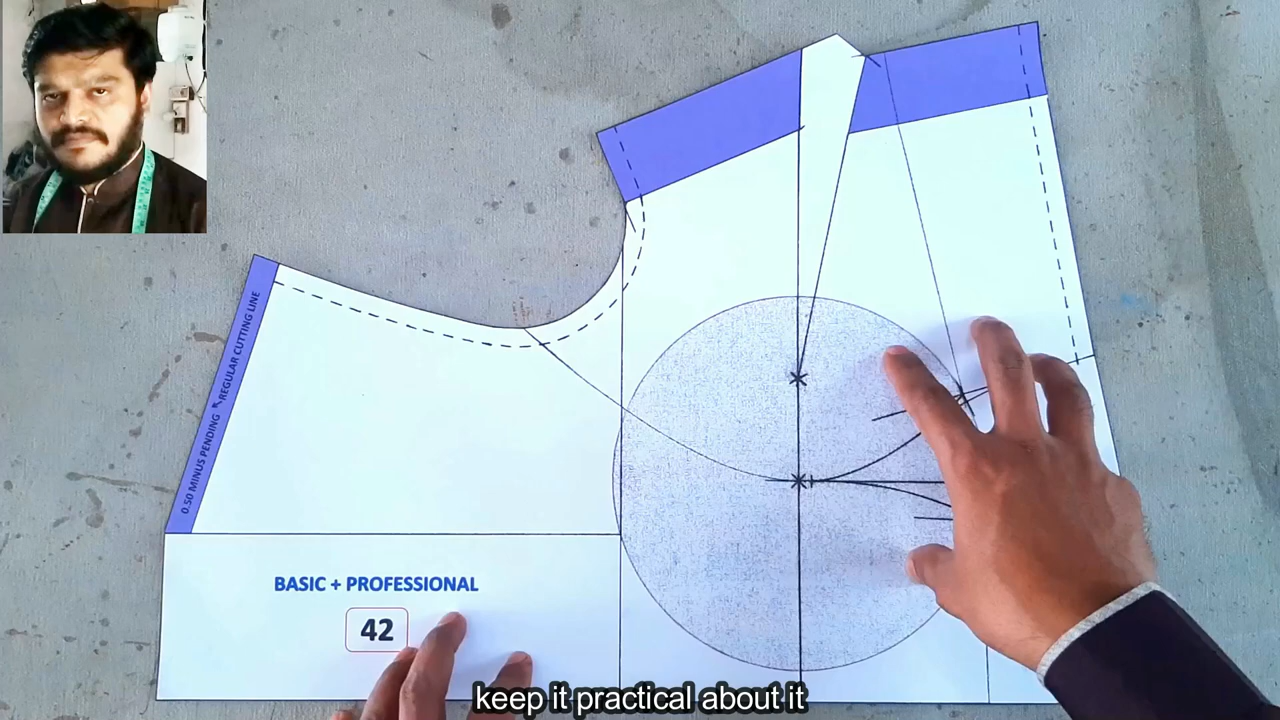 0.50 MINUS PENDING REGULAR CUTTING LINE
BASIC + PROFESSIONAL
42
keep it practical about it